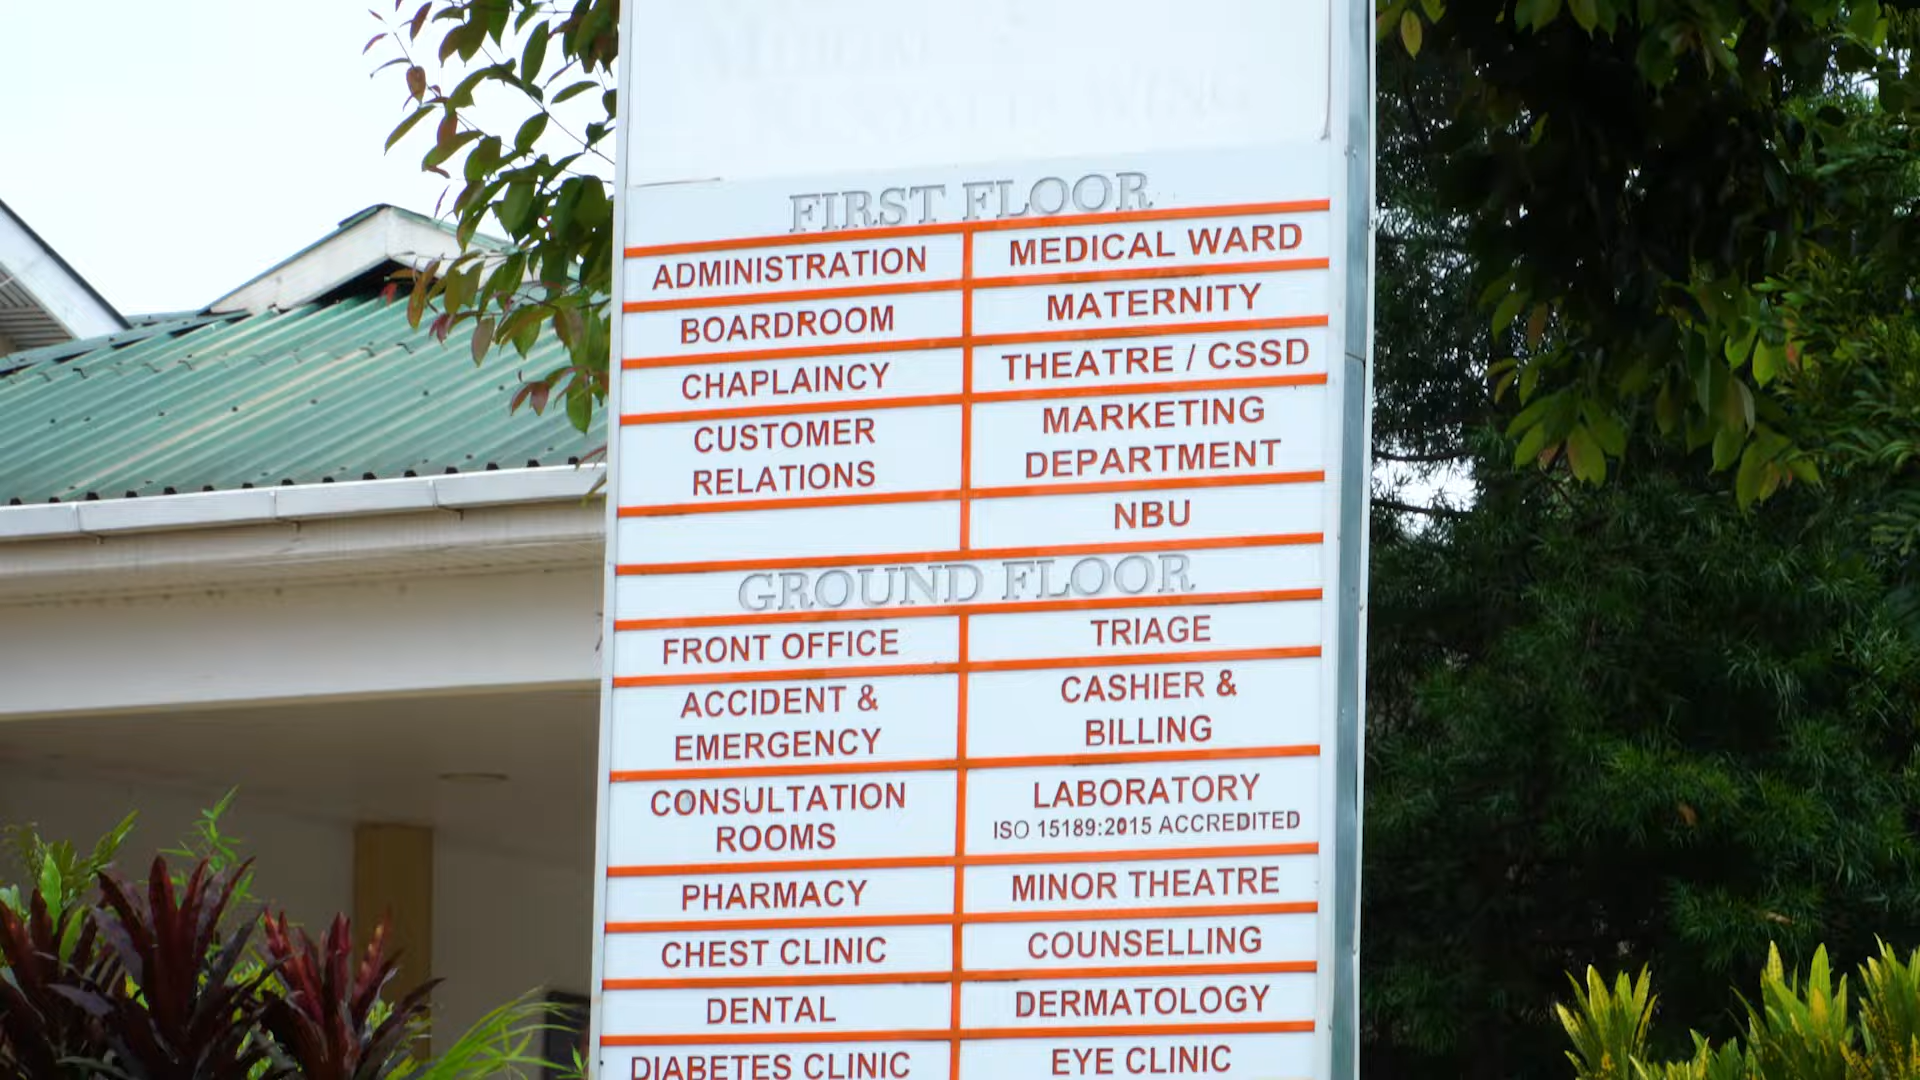 FIRST FLOOR
ADMINISTRATION
MEDICAL WARD
BOARDROOM
MATERNITY
CHAPLAINCY
THEATRE / CSSD
CUSTOMER
RELATIONS
MARKETING
DEPARTMENT
NBU
GROUND FLOOR
FRONT OFFICE
TRIAGE
ACCIDENT &
EMERGENCY
CASHIER &
BILLING
CONSULTATION
ROOMS
LABORATORY
ISO 15189:2015 ACCREDITED
PHARMACY
MINOR THEATRE
CHEST CLINIC
COUNSELLING
DENTAL
DERMATOLOGY
DIABETES CLINIC
EYE CLINIC